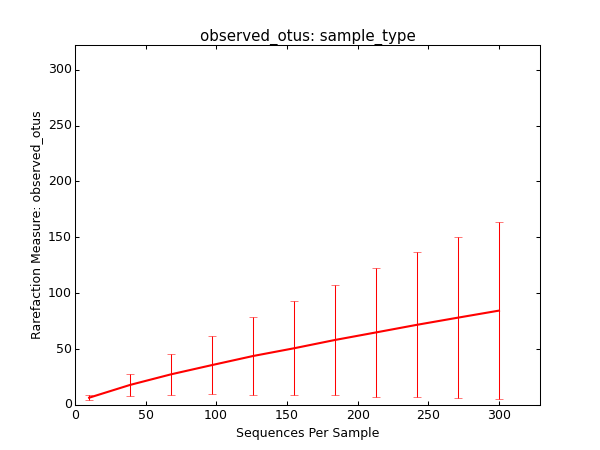 observed_otus: sample_type
Rarefaction Measure: observed_otus
300
250
200
150
100
50
0
0 50 100 150 200 250 300
Sequences Per Sample